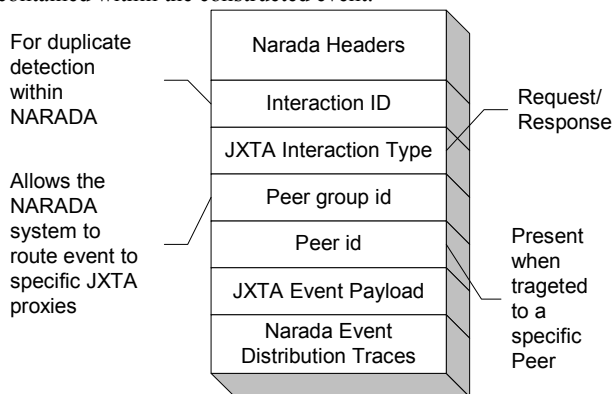 contained within the constructed event.
For duplicate
detection
within
NARADA
Allows the
NARADA
system to
route event to
specific JXTA
proxies
Narada Headers
Interaction ID
JXTA Interaction Type
Peer group id
Peer id
JXTA Event Payload
Narada Event
Distribution Traces
Request/
Response
Present
when
trageted
to a
specific
Peer